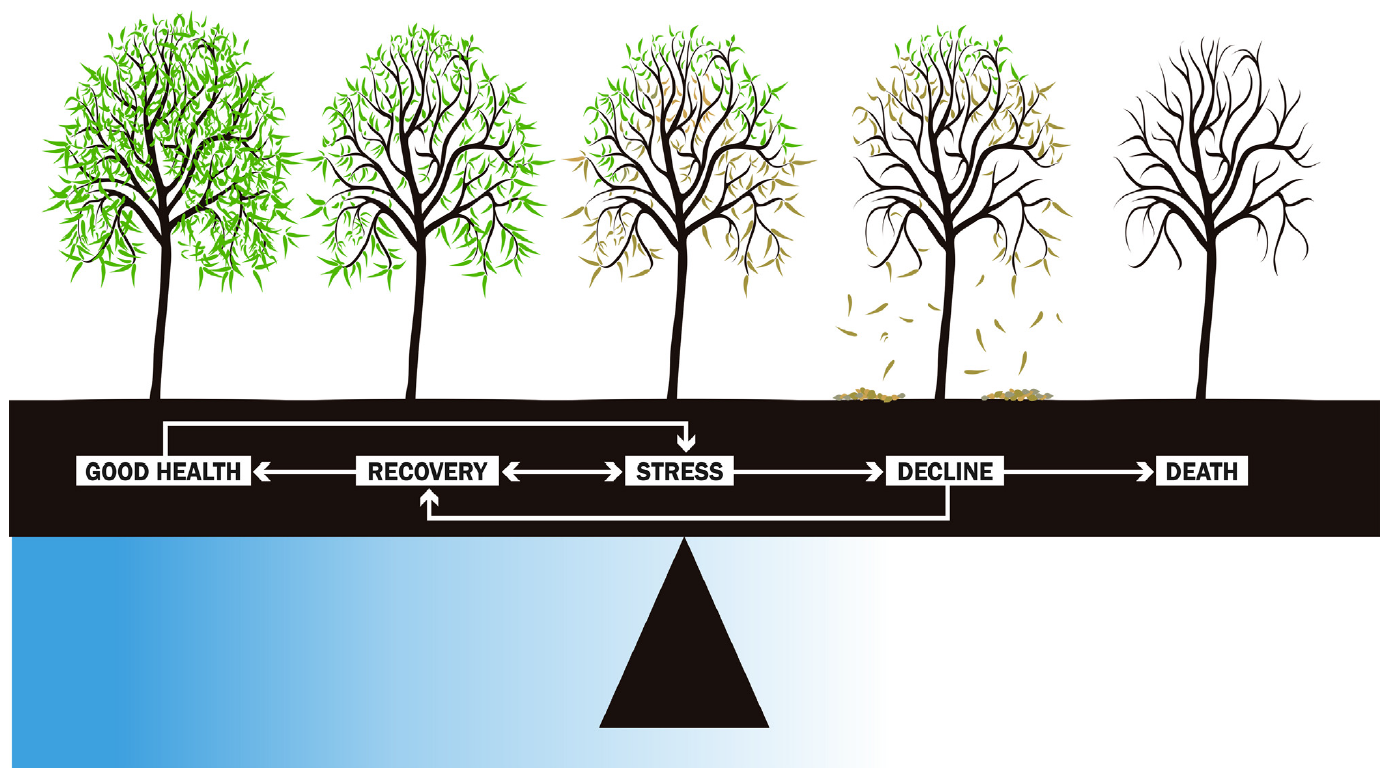 GOOD HEALTH
RECOVERY
STRESS
DECLINE
DEATH